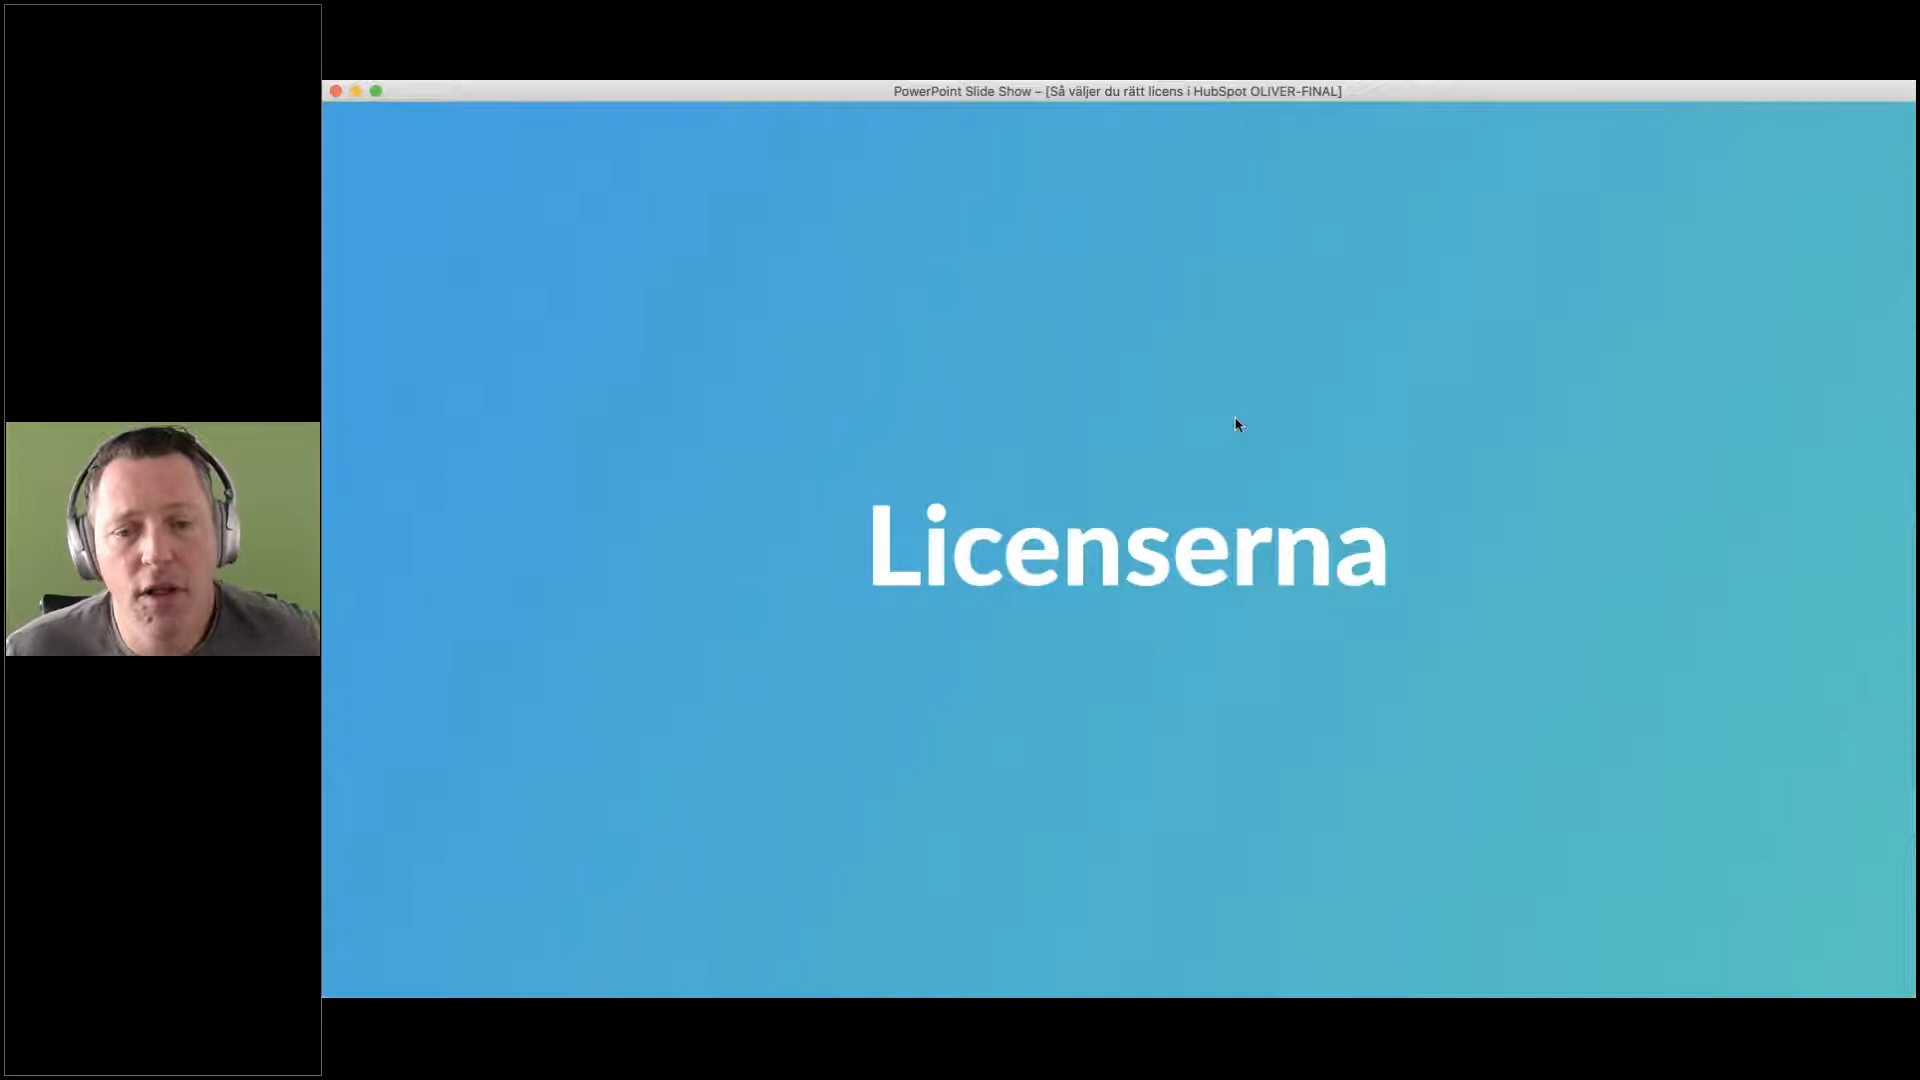 PowerPoint Slide Show – [Så väljer du rätt licens i HubSpot OLIVER-FINAL]
Licenserna